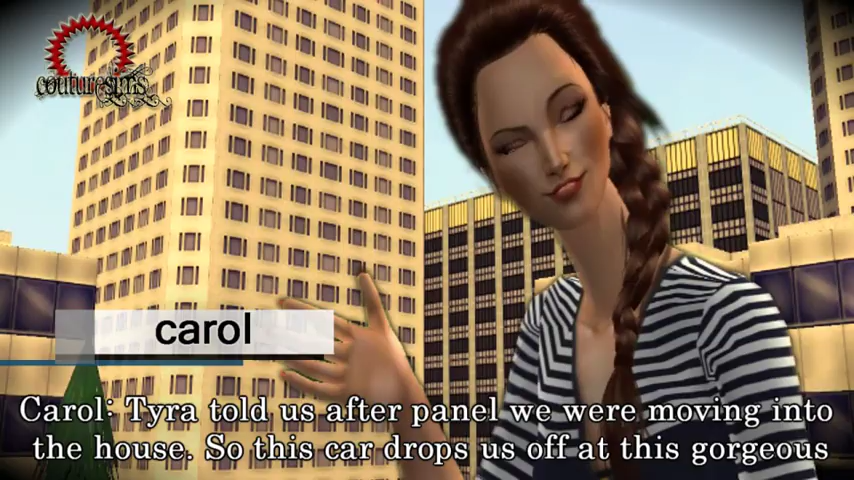 couturesims
carol
Carol: Tyra told us after panel we were moving into
the house. So this car drops us off at this gorgeous